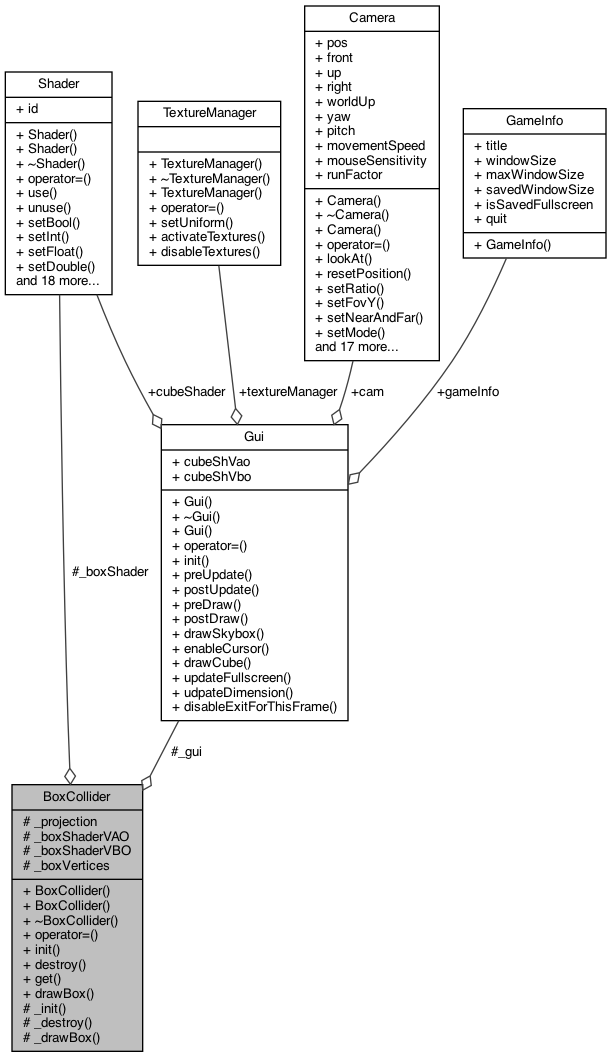 Camera
+ pos
+ front
+ up
+ right
+ worldUp
+ yaw
+ pitch
+ movementSpeed
+ mouseSensitivity
+ runFactor
+ Camera()
+ ~Camera()
+ Camera()
+ operator=()
+ lookAt()
+ resetPosition()
+ setRatio()
+ setFovY()
+ setNearAndFar()
+ setMode()
and 17 more...
Shader
+ id
+ Shader()
+ Shader()
+ ~Shader()
+ operator=()
+ use()
+ unuse()
+ setBool()
+ setInt()
+ setFloat()
+ setDouble()
and 18 more...
TextureManager
+ TextureManager()
+ ~TextureManager()
+ TextureManager()
+ operator=()
+ setUniform()
+ activateTextures()
+ disableTextures()
GameInfo
+ title
+ windowSize
+ maxWindowSize
+ savedWindowSize
+ isSavedFullscreen
+ quit
+ GameInfo()
+cubeShader
+textureManager
+cam
+gameInfo
Gui
+ cubeShVao
+ cubeShVbo
+ Gui()
+ ~Gui()
+ Gui()
+ operator=()
+ init()
+ preUpdate()
+ postUpdate()
+ preDraw()
+ postDraw()
+ drawSkybox()
+ enableCursor()
+ drawCube()
+ updateFullscreen()
+ udpateDimension()
+ disableExitForThisFrame()
#_boxShader
#_gui
BoxCollider
# _projection
# _boxShaderVAO
# _boxShaderVBO
# _boxVertices
+ BoxCollider()
+ BoxCollider()
+ ~BoxCollider()
+ operator=()
+ init()
+ destroy()
+ get()
+ drawBox()
# _init()
# _destroy()
# _drawBox()